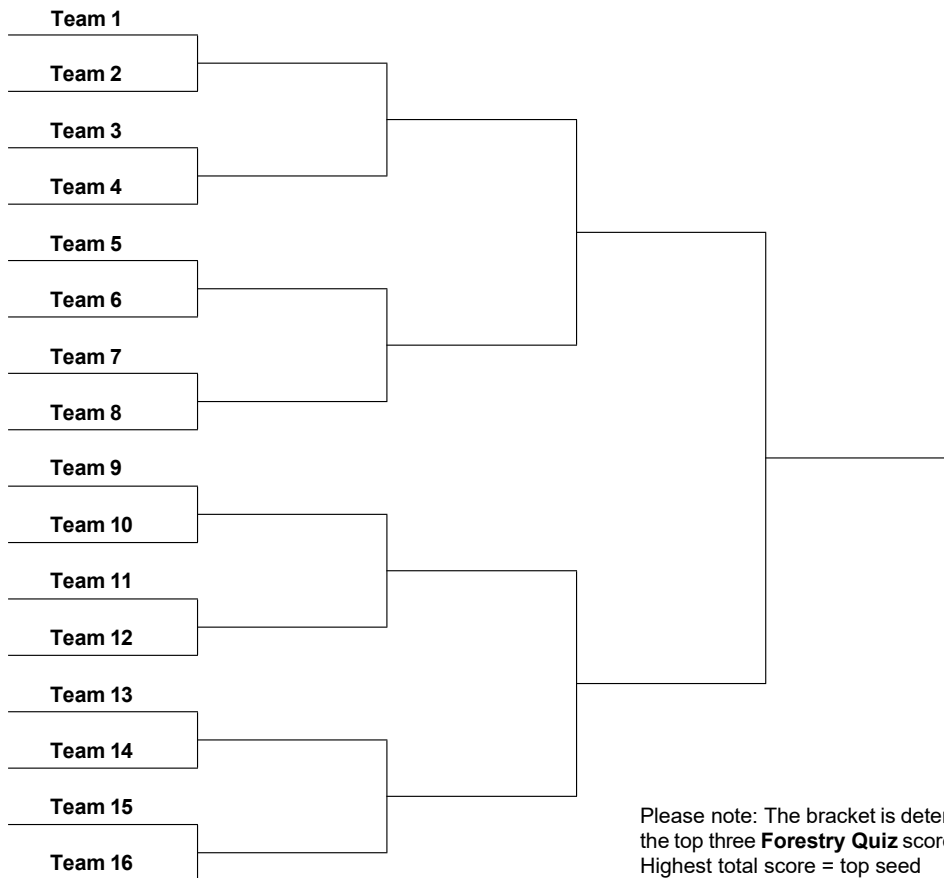 Team 1
Team 2
Team 3
Team 4
Team 5
Team 6
Team 7
Team 8
Team 9
Team 10
Team 11
Team 12
Team 13
Team 14
Team 15
Team 16
Please note: The bracket is
the top three Forestry Quiz
Highest total score = top seed